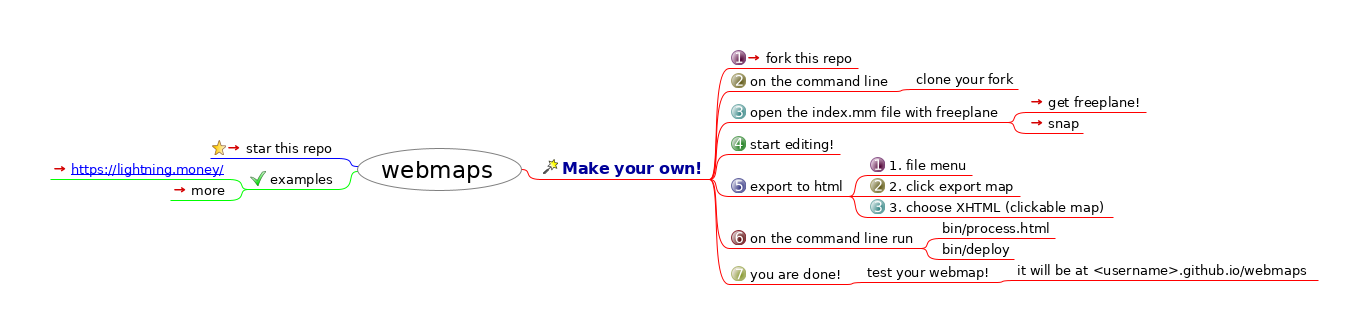 star this repo
https://lightning.money/
more
examples
webmaps
Make your own!
1 fork this repo
2 on the command line
clone your fork
3 open the index.mm file with freeplane
get freeplane!
snap
4 start editing!
5 export to html
1 1. file menu
2 2. click export map
3 3. choose XHTML (clickable map)
6 on the command line run
bin/process.html
bin/deploy
7 you are done!
test your webmap!
it will be at <username>.github.io/webmaps